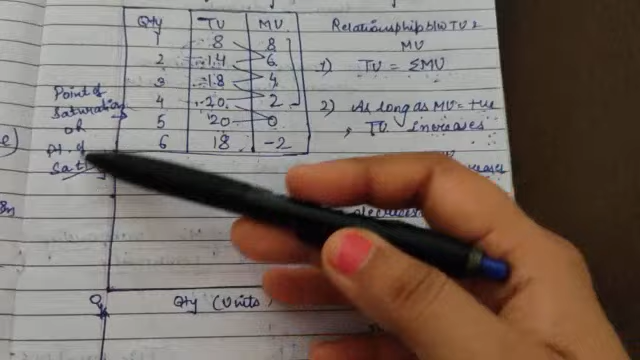 Qty TU MU
1 8 8
2 14 6
3 18 4
4 20 2
5 20 0
6 18 -2
Point of
Saturation
or
Pt. of
Relationship b/w TU &
MU
1) TU = ΣMU
2) As long as MU = +ve
, TU increases
Qty (Units